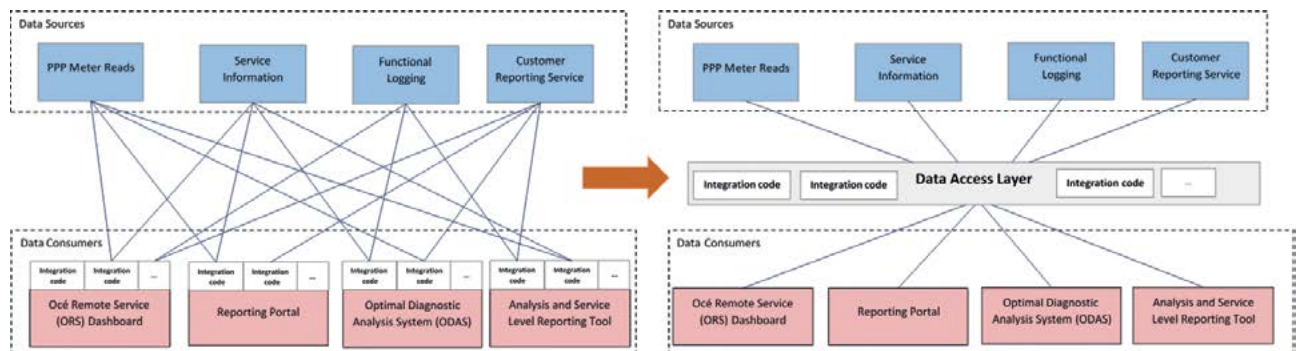 Data Sources
PPP Meter Reads
Service
Information
Functional
Logging
Customer
Reporting Service
Data Consumers
Integration
code
Integration
code
...
Integration
code
Integration
code
...
Integration
code
Integration
code
...
Integration
code
Integration
code
...
Océ Remote Service
(ORS) Dashboard
Reporting Portal
Optimal Diagnostic
Analysis System (ODAS)
Analysis and Service
Level Reporting Tool
Data Sources
PPP Meter Reads
Service
Information
Functional
Logging
Customer
Reporting Service
Integration code
Integration code
Data Access Layer
Integration code
...
Data Consumers
Océ Remote Service
(ORS) Dashboard
Reporting Portal
Optimal Diagnostic
Analysis System (ODAS)
Analysis and Service
Level Reporting Tool